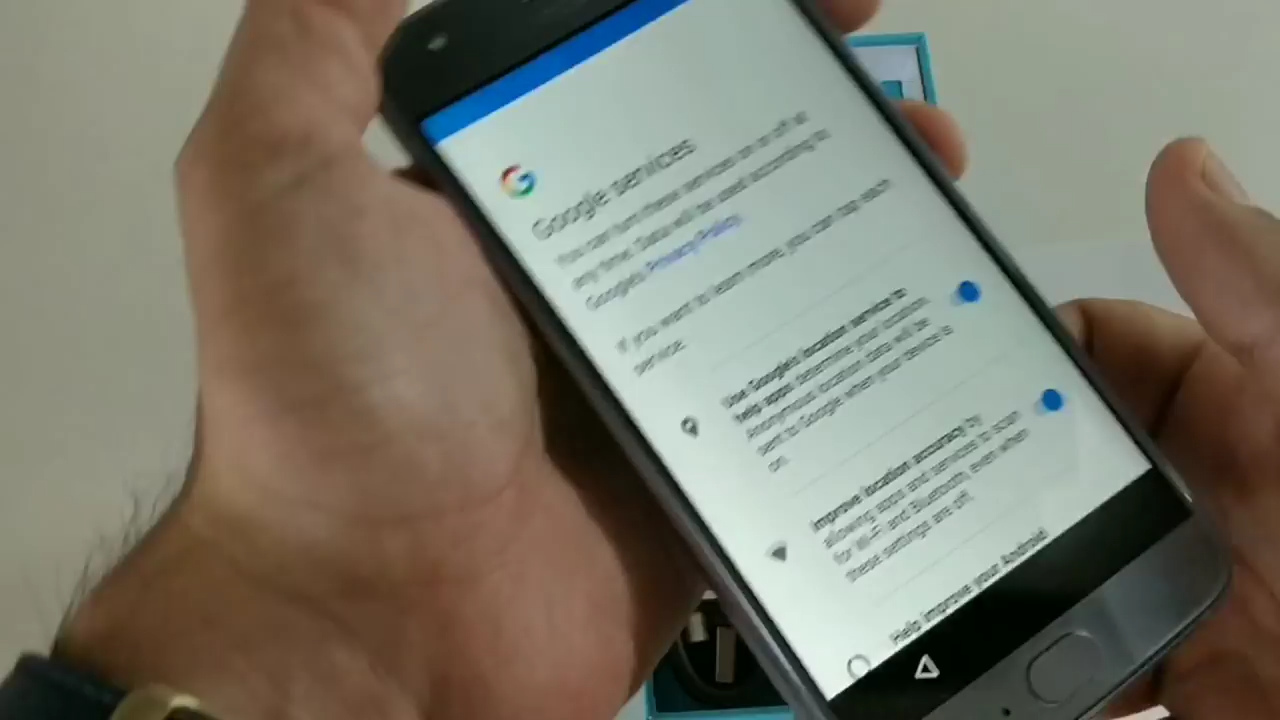 Google services
You can turn these services on or off at
any time. Data will be used according to
Google's Privacy Policy.
If you want to learn more, you can tap each
service.
Use Google's location service to
help apps determine your location.
Anonymous location data will be
sent to Google when your device is
on.
Improve location accuracy by
allowing apps and services to scan
for Wi-Fi and Bluetooth, even when
these settings are off.
Help improve your Android